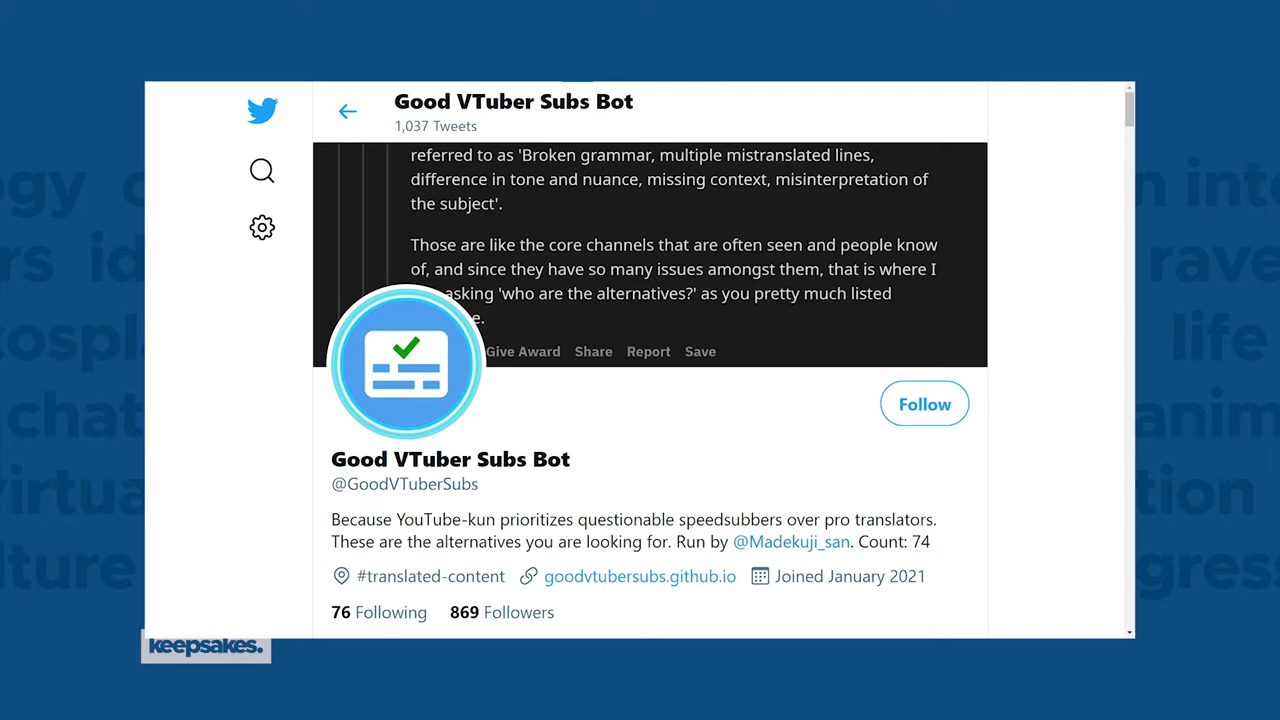 Good VTuber Subs Bot
1,037 Tweets
referred to as 'Broken grammar, multiple mistranslated lines,
difference in tone and nuance, missing context, misinterpretation of
the subject'.
Those are like the core channels that are often seen and people know
of, and since they have so many issues amongst them, that is where I
asking 'who are the alternatives?' as you pretty much listed
Give Award Share Report Save
Follow
Good VTuber Subs Bot
@GoodVTuberSubs
Because YouTube-kun prioritizes questionable speedsubbers over pro translators.
These are the alternatives you are looking for. Run by @Madekuji_san. Count: 74
#translated-content goodvtubersubs.github.io Joined January 2021
76 Following 869 Followers
keepsakes.
chat
life